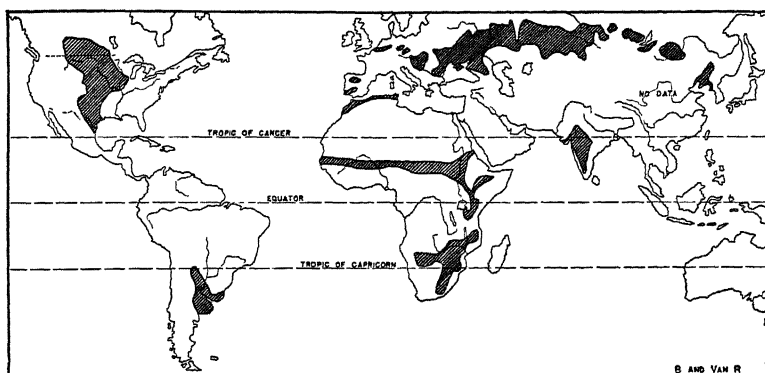 NO DATA
TROPIC OF CANCER
EQUATOR
TROPIC OF CAPRICORN
B AND VAN R